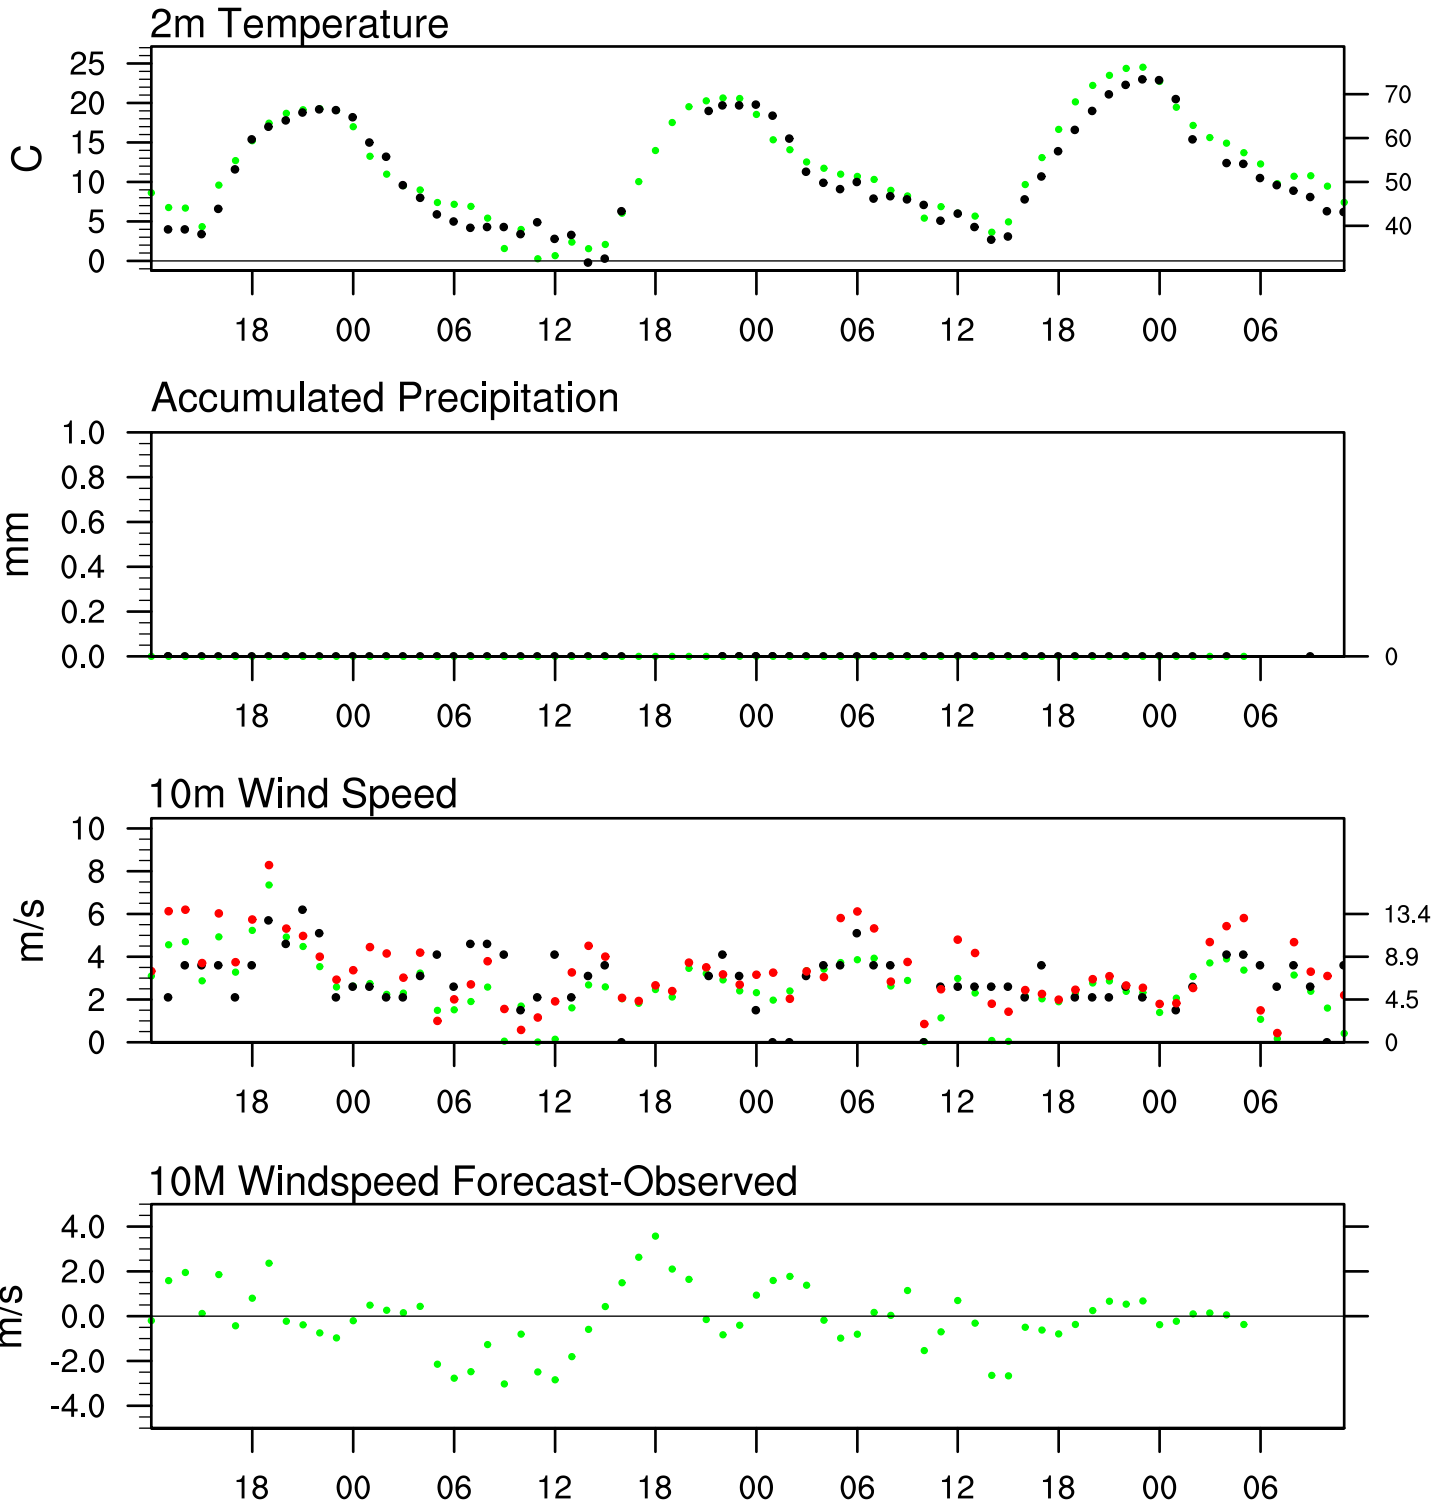 2m Temperature
25
20
15
10
5
0
C
70
60
50
40
18 00 06 12 18 00 06 12 18 00 06
Accumulated Precipitation
1.0
0.8
0.6
0.4
0.2
0.0
mm
0
18 00 06 12 18 00 06 12 18 00 06
10m Wind Speed
10
8
6
4
2
0
m/s
13.4
8.9
4.5
0
18 00 06 12 18 00 06 12 18 00 06
10M Windspeed Forecast-Observed
4.0
2.0
0.0
-2.0
-4.0
m/s
18 00 06 12 18 00 06 12 18 00 06